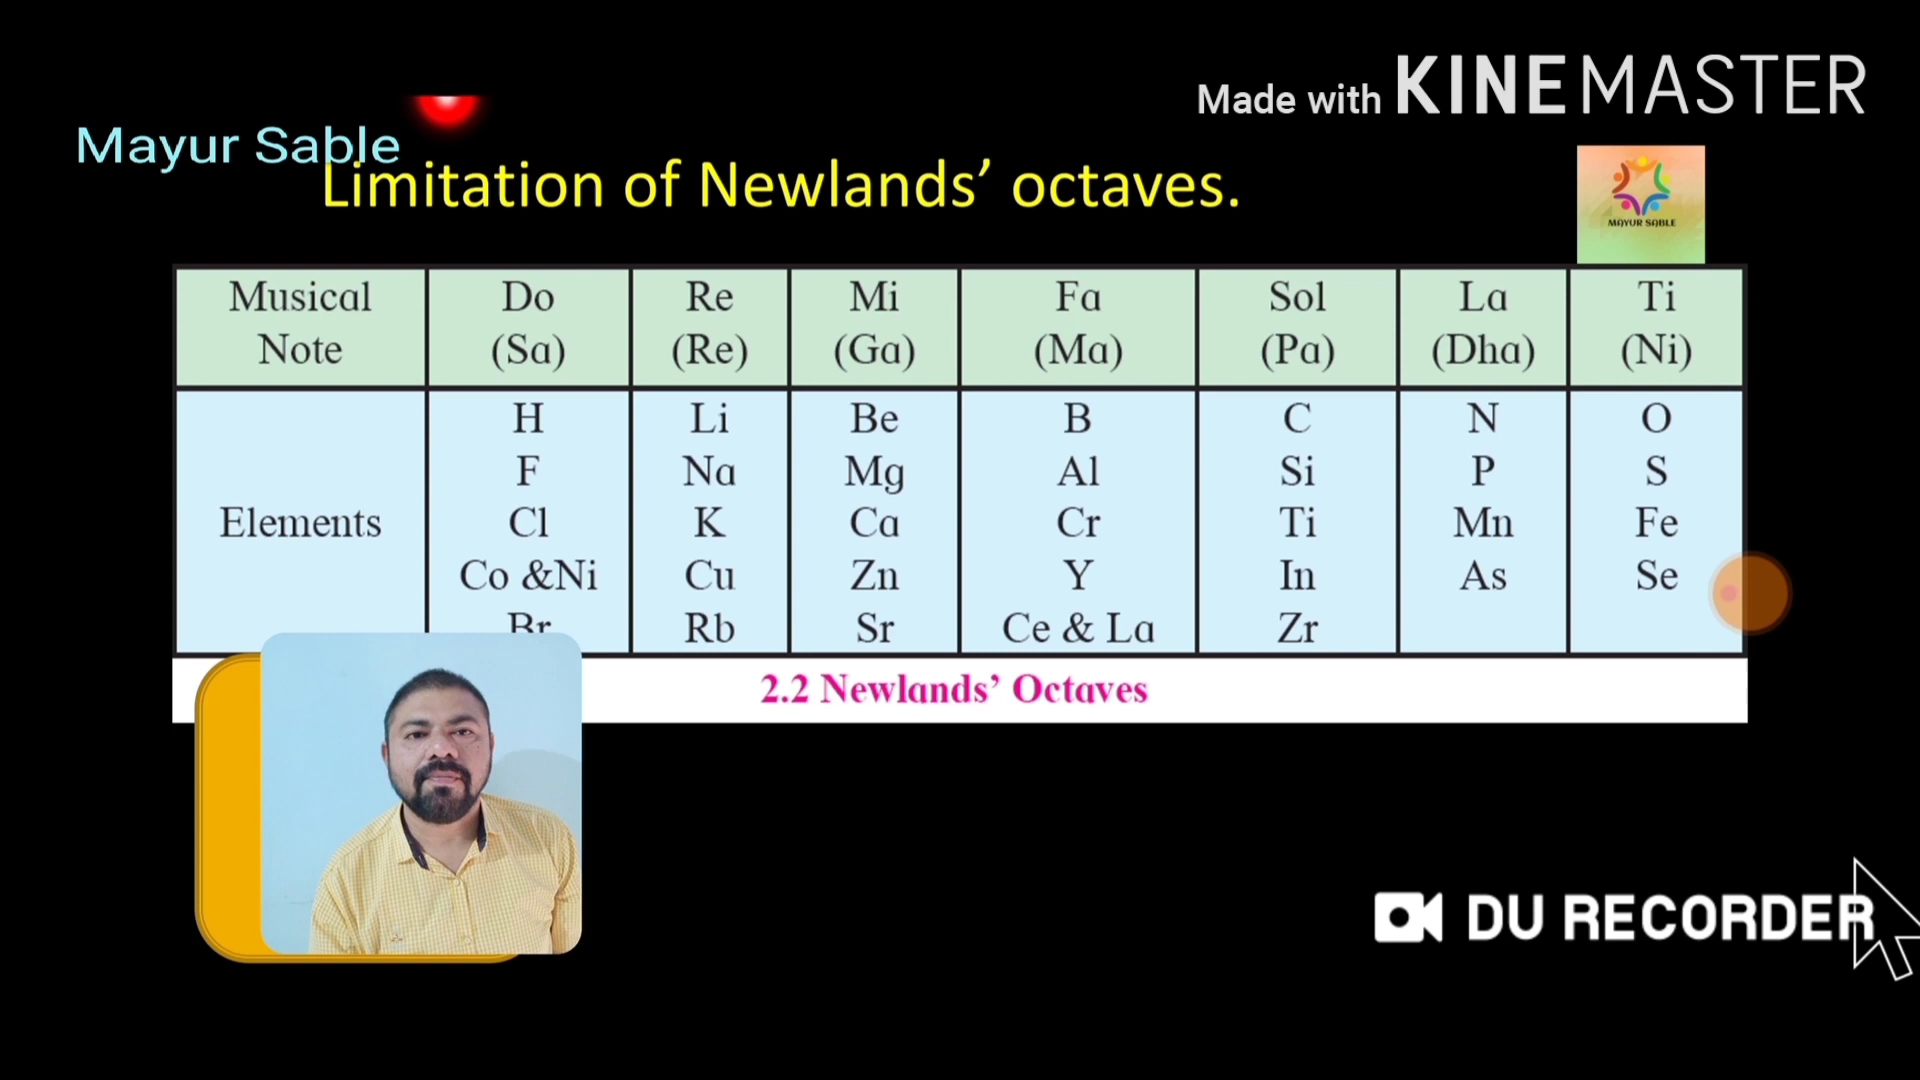 Made with KINEMASTER
Mayur Sable
Limitation of Newlands’ octaves.
MAYUR SABLE
Musical Note Do (Sa) Re (Re) Mi (Ga) Fa (Ma) Sol (Pa) La (Dha) Ti (Ni)
Elements
H Li Be B C N O
F Na Mg Al Si P S
Cl K Ca Cr Ti Mn Fe
Co &Ni Cu Zn Y In As Se
Br Rb Sr Ce & La Zr
2.2 Newlands’ Octaves
DU RECORDER